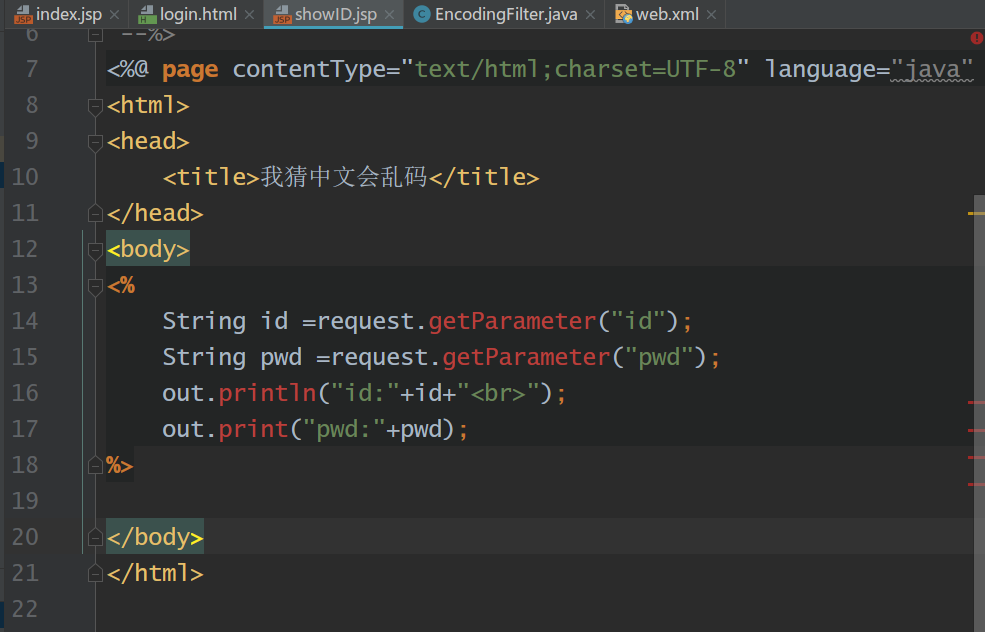 index.jsp login.html showID.jsp EncodingFilter.java web.xml
6 --%>
7 <%@ page contentType="text/html;charset=UTF-8" language="java"
8 <html>
9 <head>
10 <title>我猜中文会乱码</title>
11 </head>
12 <body>
13 <%
14 String id =request.getParameter("id");
15 String pwd =request.getParameter("pwd");
16 out.println("id:"+id+"<br>");
17 out.print("pwd:"+pwd);
18 %>
19
20 </body>
21 </html>
22